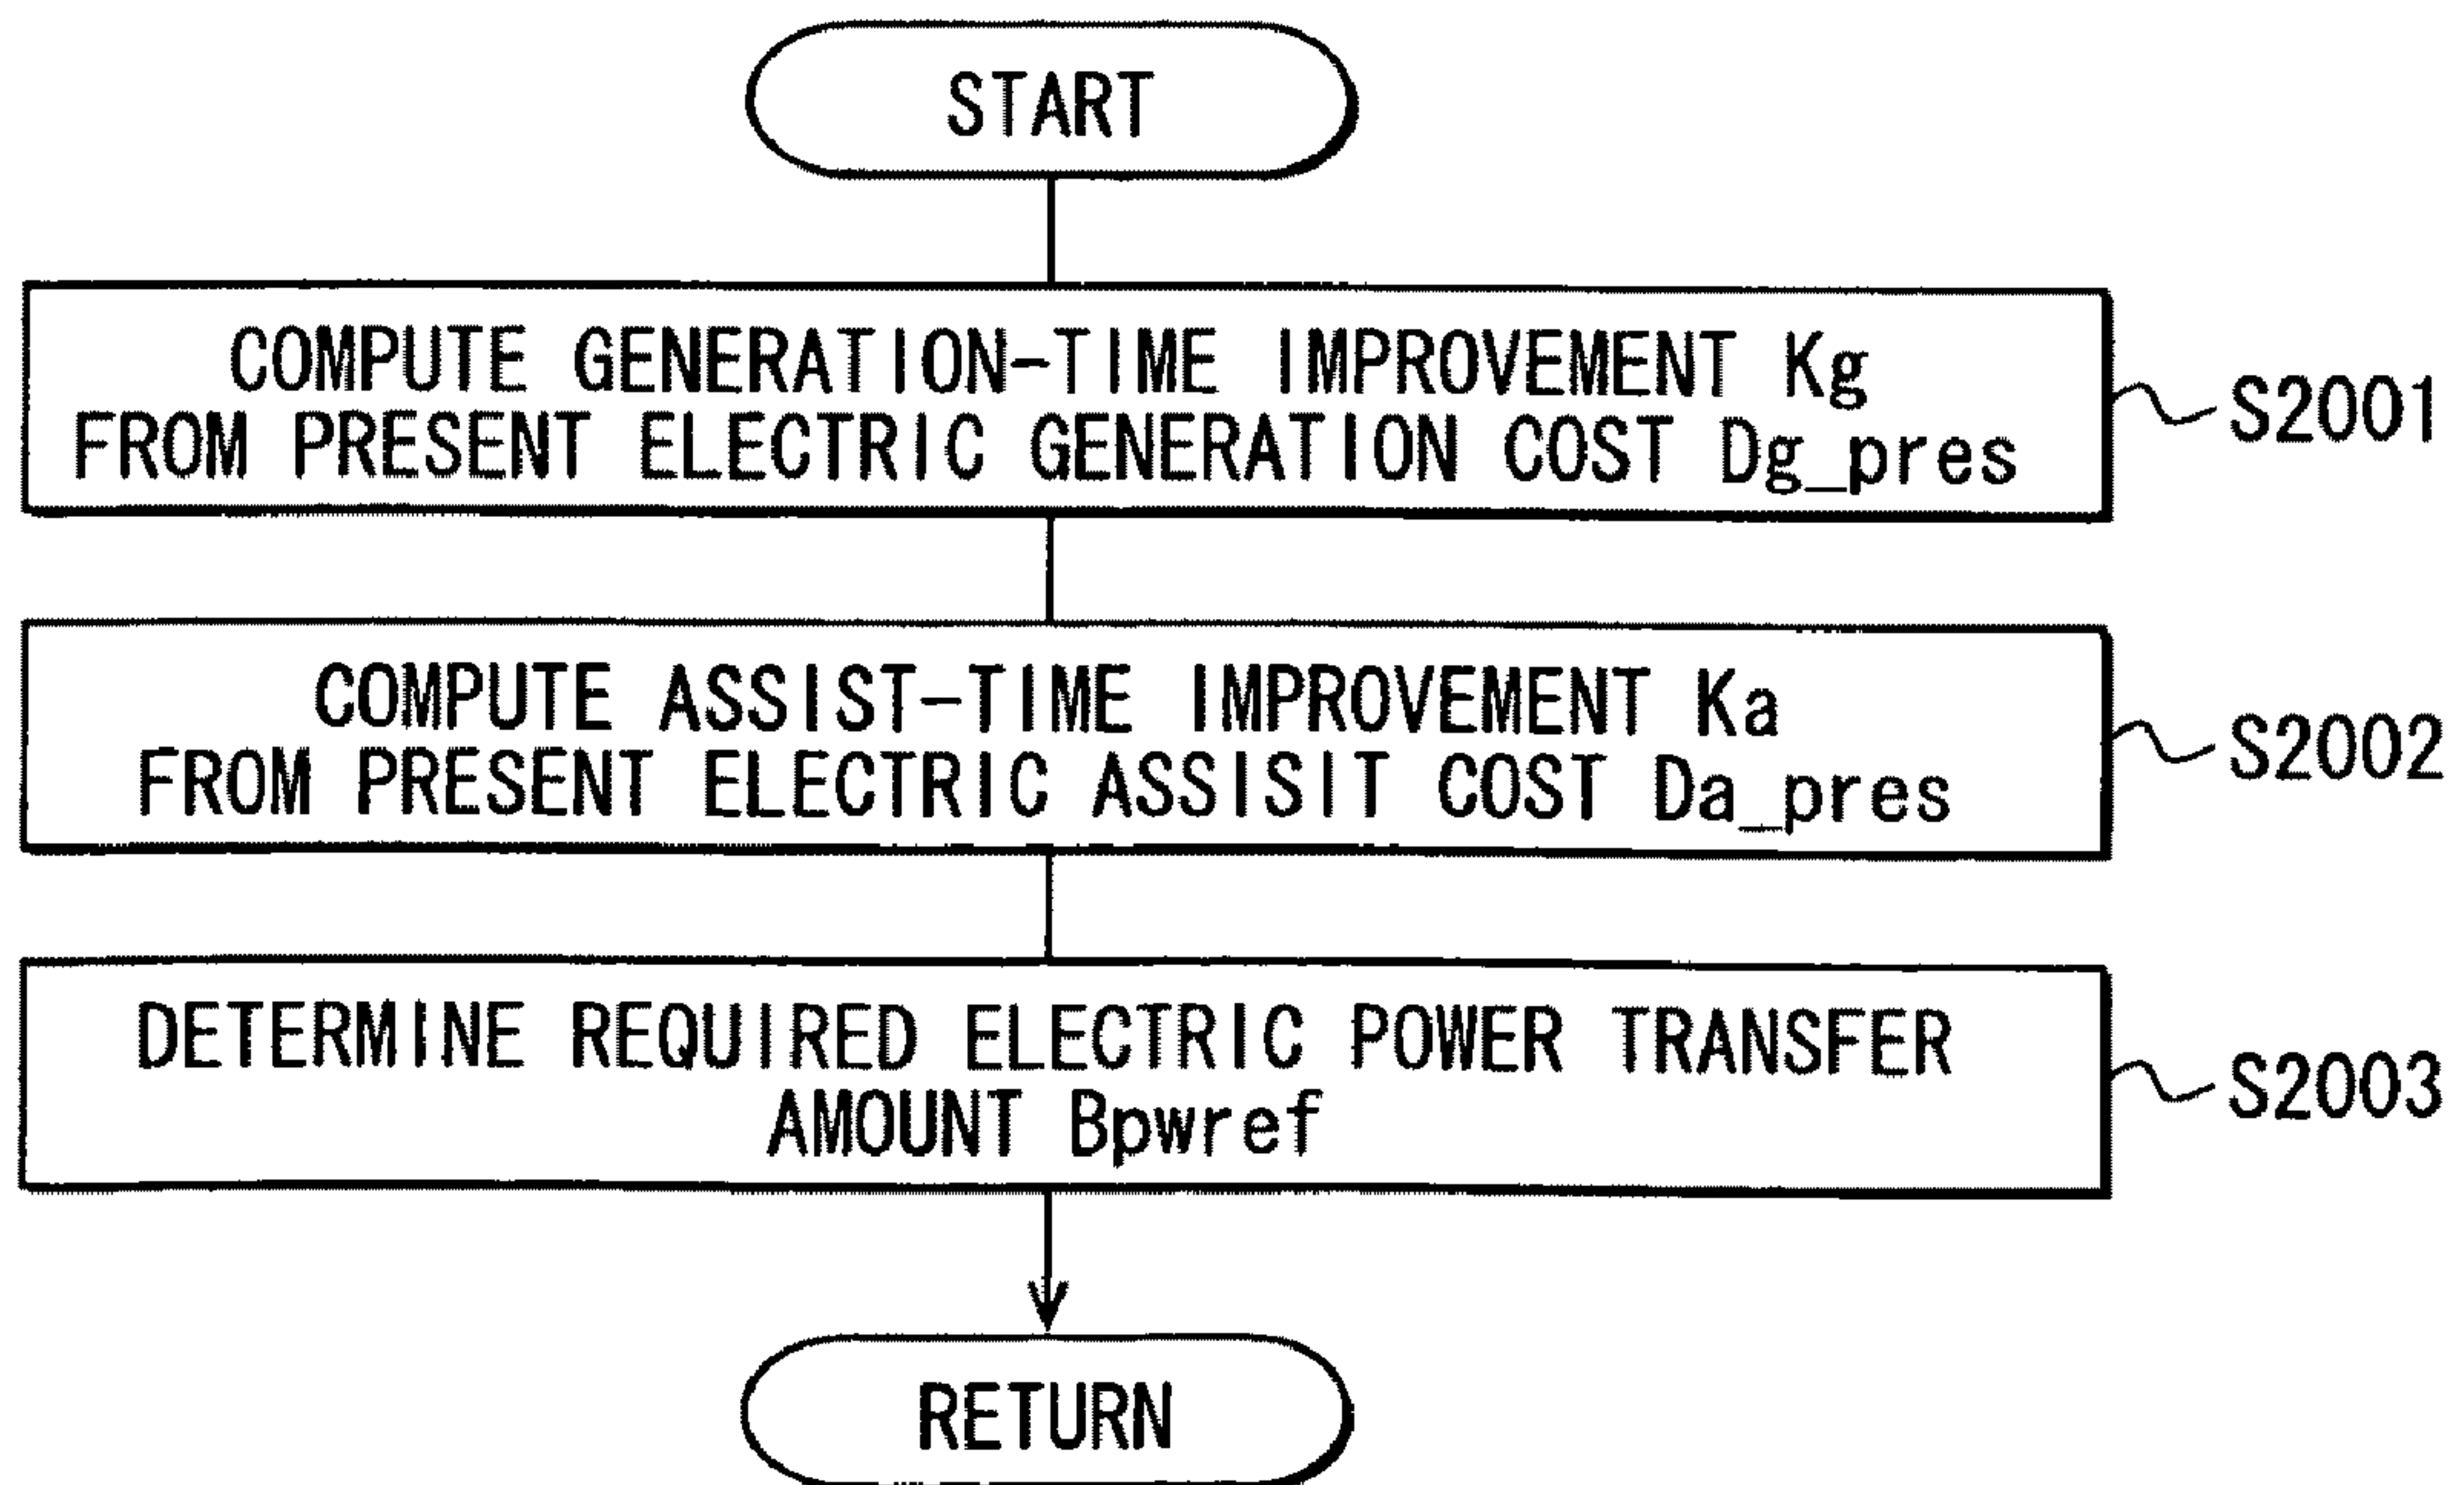 START
COMPUTE GENERATION-TIME IMPROVEMENT Kg
FROM PRESENT ELECTRIC GENERATION COST Dg_pres
S2001
COMPUTE ASSIST-TIME IMPROVEMENT Ka
FROM PRESENT ELECTRIC ASSISIT COST Da_pres
S2002
DETERMINE REQUIRED ELECTRIC POWER TRANSFER
AMOUNT Bpwref
S2003
RETURN